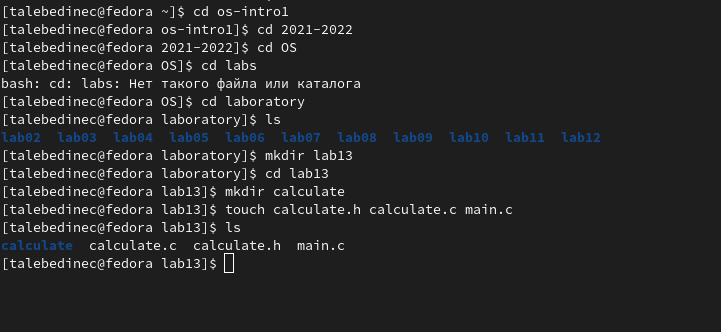 [talebedinec@fedora ~]$ cd os-intro1
[talebedinec@fedora os-intro1]$ cd 2021-2022
[talebedinec@fedora 2021-2022]$ cd OS
[talebedinec@fedora OS]$ cd labs
bash: cd: labs: Нет такого файла или каталога
[talebedinec@fedora OS]$ cd laboratory
[talebedinec@fedora laboratory]$ ls
lab02  lab03  lab04  lab05  lab06  lab07  lab08  lab09  lab10  lab11  lab12
[talebedinec@fedora laboratory]$ mkdir lab13
[talebedinec@fedora laboratory]$ cd lab13
[talebedinec@fedora lab13]$ mkdir calculate
[talebedinec@fedora lab13]$ touch calculate.h calculate.c main.c
[talebedinec@fedora lab13]$ ls
calculate  calculate.c  calculate.h  main.c
[talebedinec@fedora lab13]$